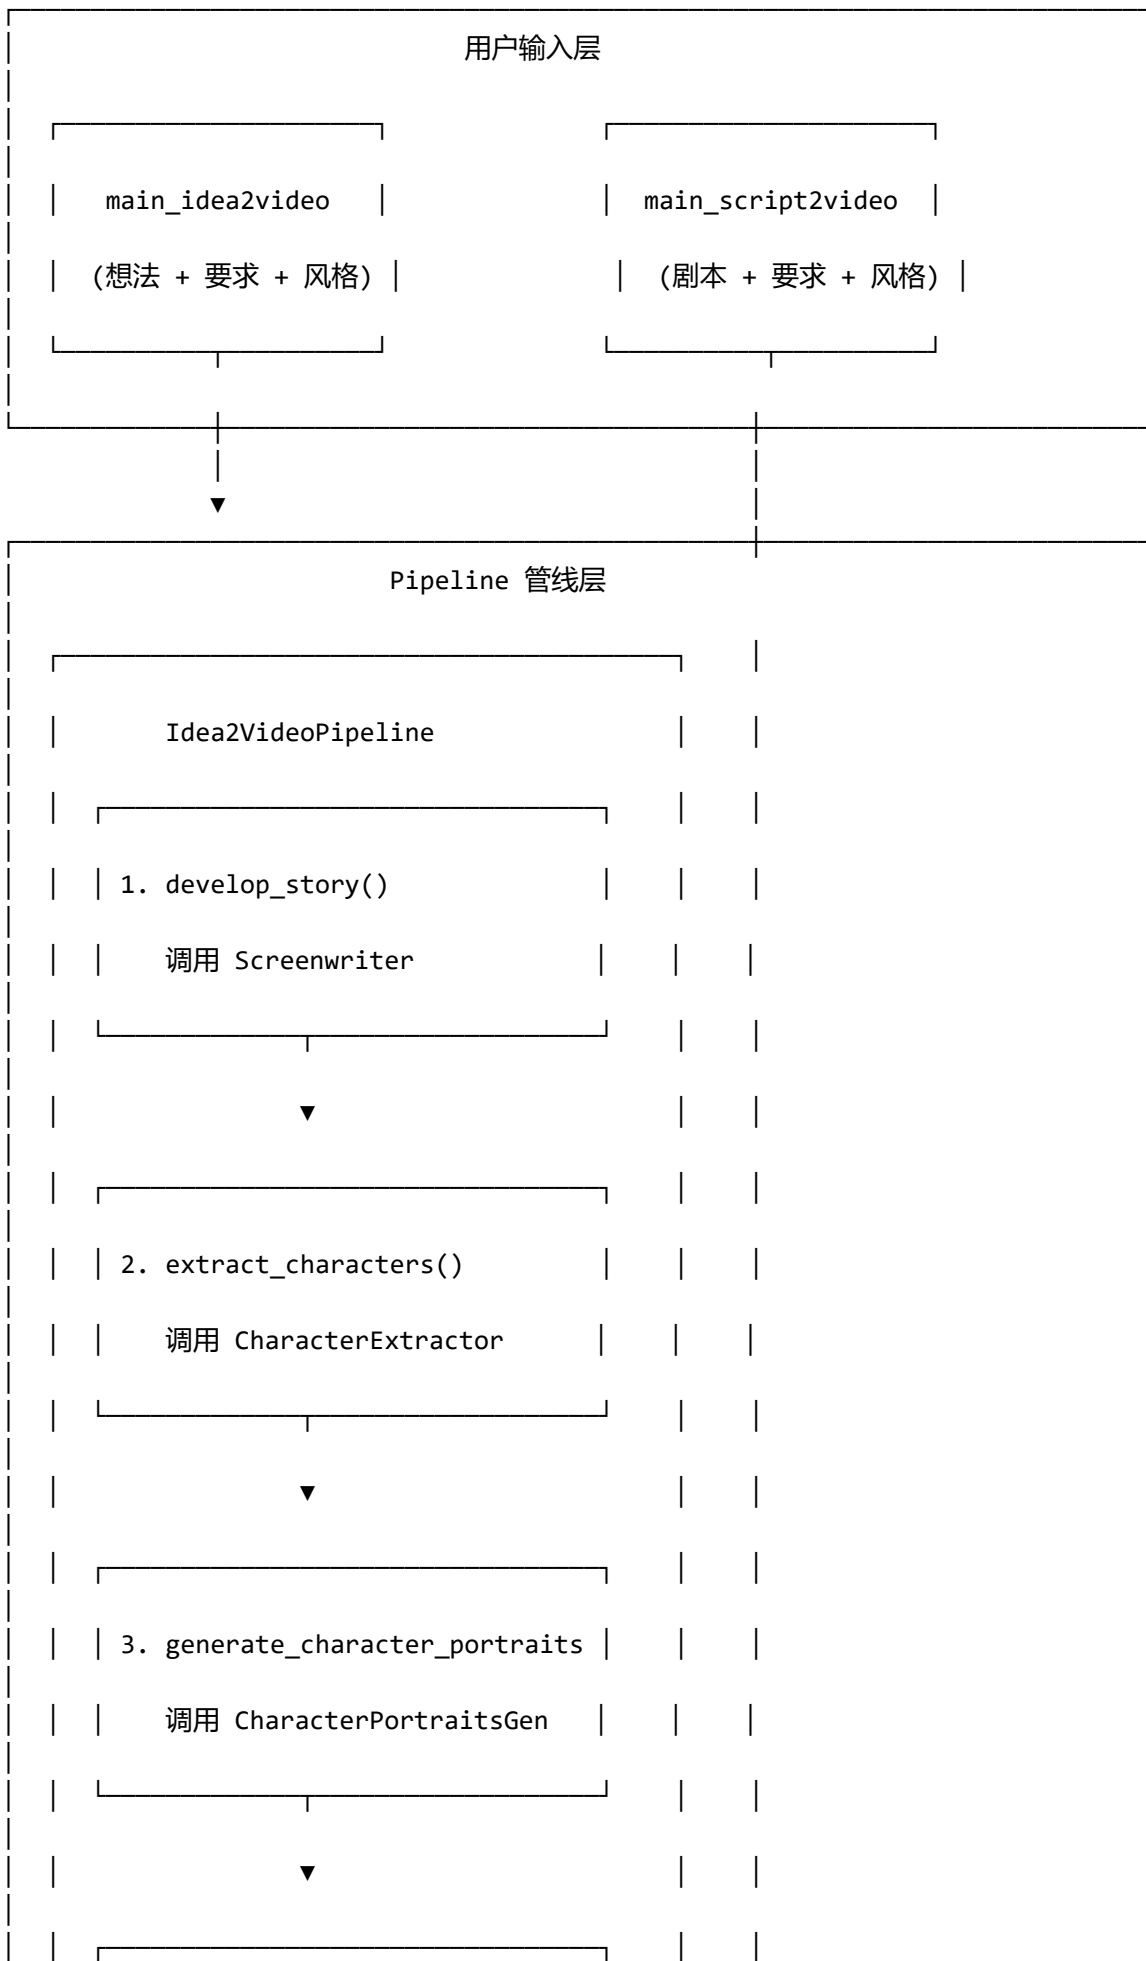 用户输入层
main_idea2video main_script2video
(想法 + 要求 + 风格) (剧本 + 要求 + 风格)
Pipeline 管线层
Idea2VideoPipeline
1. develop_story()
调用 Screenwriter
2. extract_characters()
调用 CharacterExtractor
3. generate_character_portraits
调用 CharacterPortraitsGen